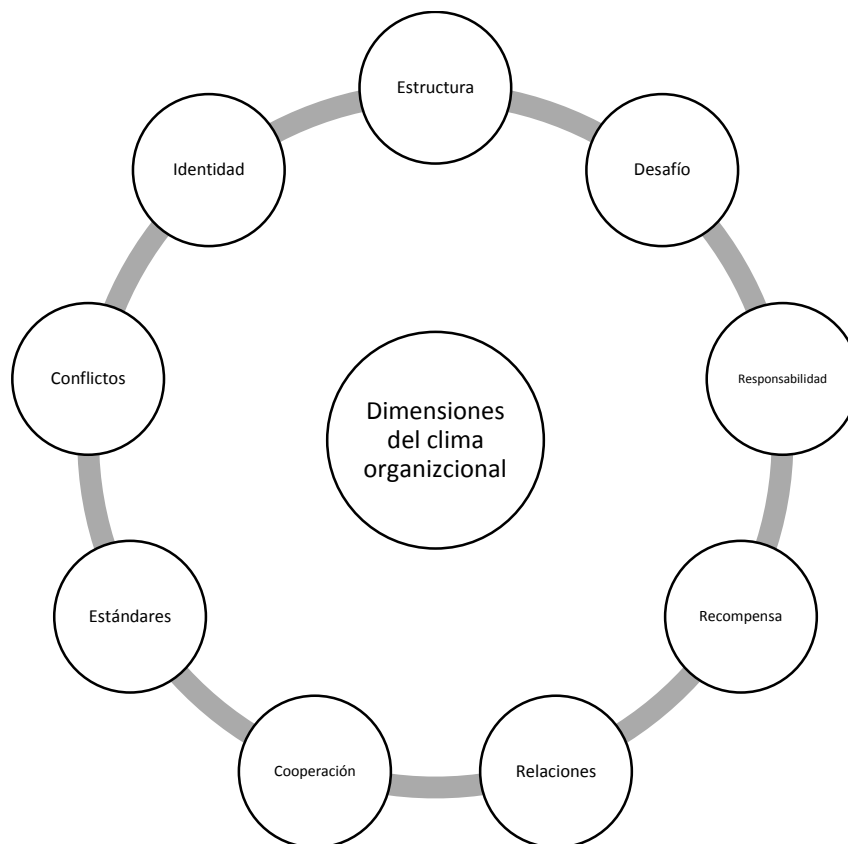 Estructura
Desafío
Responsabilidad
Recompensa
Relaciones
Cooperación
Estándares
Conflictos
Identidad
Dimensiones
del clima
organizcional